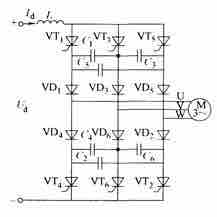 + I_d L
VT_1 C_1 VT_3 VT_5
C_3 C_5
VD_1 VD_3 VD_5
U
V
W
M
3~
U_d
VD_4 C_4 VD_6 VD_2
C_2 C_6
VT_4 VT_6 VT_2
−